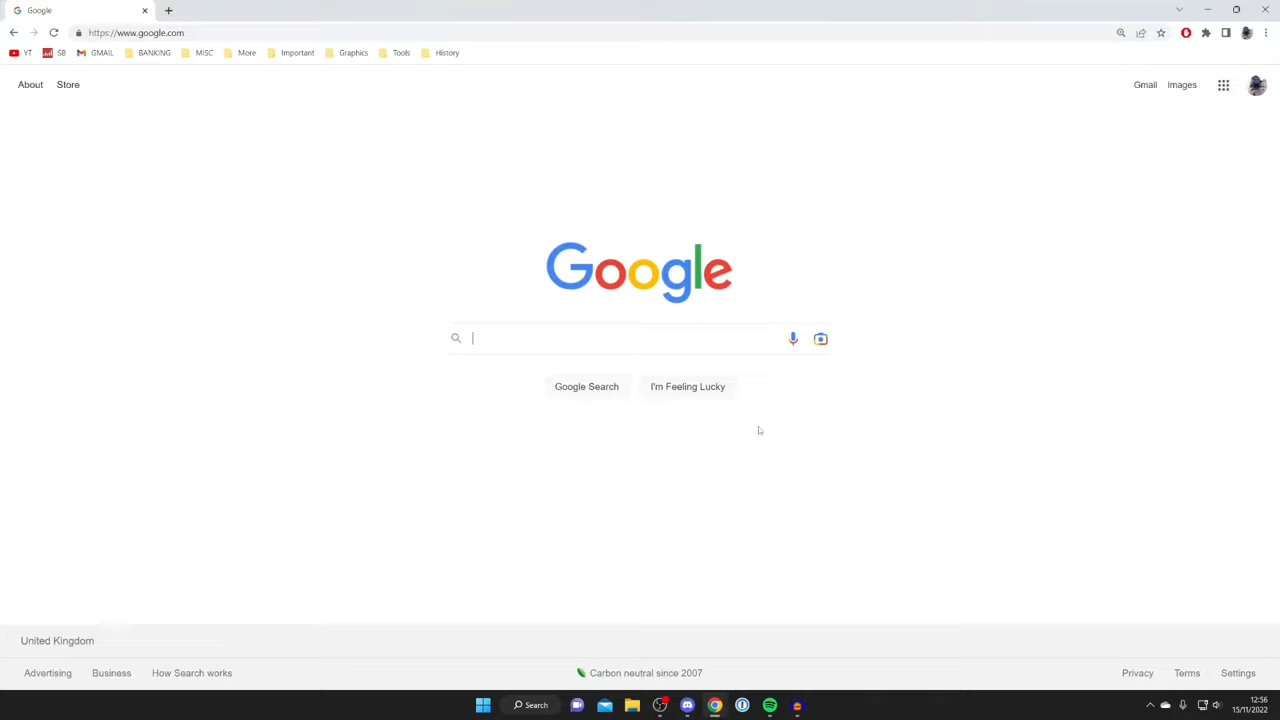 Google
https://www.google.com
YT SB GMAIL BANKING MISC More Important Graphics Tools History
About Store Gmail Images
Google
Google Search I'm Feeling Lucky
United Kingdom
Advertising Business How Search works Carbon neutral since 2007 Privacy Terms Settings
Search 12:56
15/11/2022